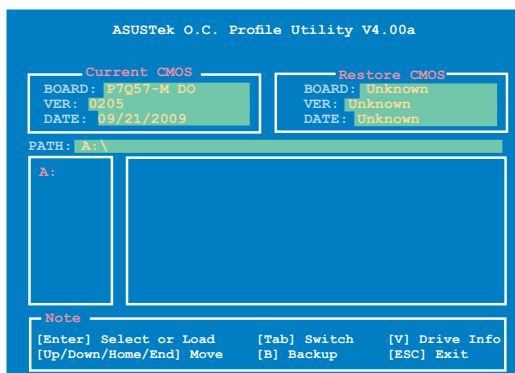 ASUSTek O.C. Profile Utility V4.00a
Current CMOS
BOARD: P7Q57-M DO
VER: 0205
DATE: 09/21/2009
Restore CMOS
BOARD: Unknown
VER: Unknown
DATE: Unknown
PATH: A:\
A:
Note
[Enter] Select or Load [Tab] Switch [V] Drive Info
[Up/Down/Home/End] Move [B] Backup [ESC] Exit